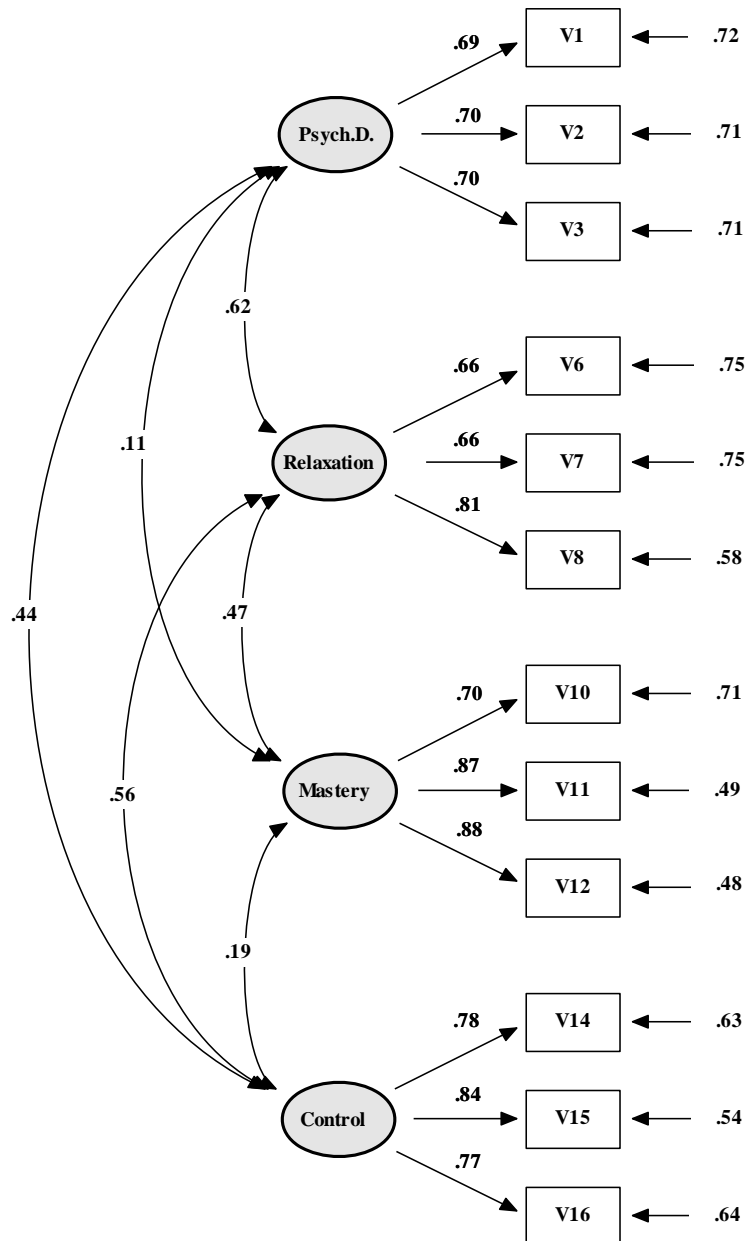 V1
.69
.72
Psych.D.
.70
V2
.71
.70
V3
.71
.62
.66
V6
.75
.11
.66
Relaxation
V7
.75
.81
V8
.58
.44
.47
.70
V10
.71
.56
.87
Mastery
V11
.49
.88
V12
.48
.19
.78
V14
.63
.84
Control
V15
.54
.77
V16
.64